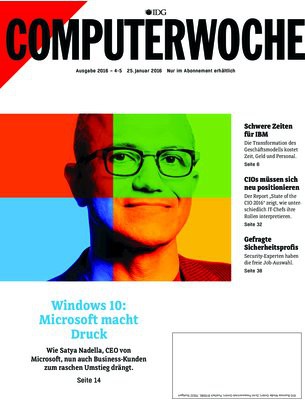 IDG
COMPUTERWOCHE
Ausgabe 2016 – 4-5 25. Januar 2016 Nur im Abonnement erhältlich
Schwere Zeiten
für IBM
Die Transformation des
Geschäftsmodells kostet
Zeit, Geld und Personal.
Seite 6
CIOs müssen sich
neu positionieren
Der Report „State of the
CIO 2016“ zeigt, wie unter-
schiedlich IT-Chefs ihre
Rollen interpretieren.
Seite 32
Gefragte
Sicherheitsprofis
Security-Experten haben
die freie Job-Auswahl.
Seite 38
Windows 10:
Microsoft macht
Druck
Wie Satya Nadella, CEO von
Microsoft, nun auch Business-Kunden
zum raschen Umstieg drängt.
Seite 14